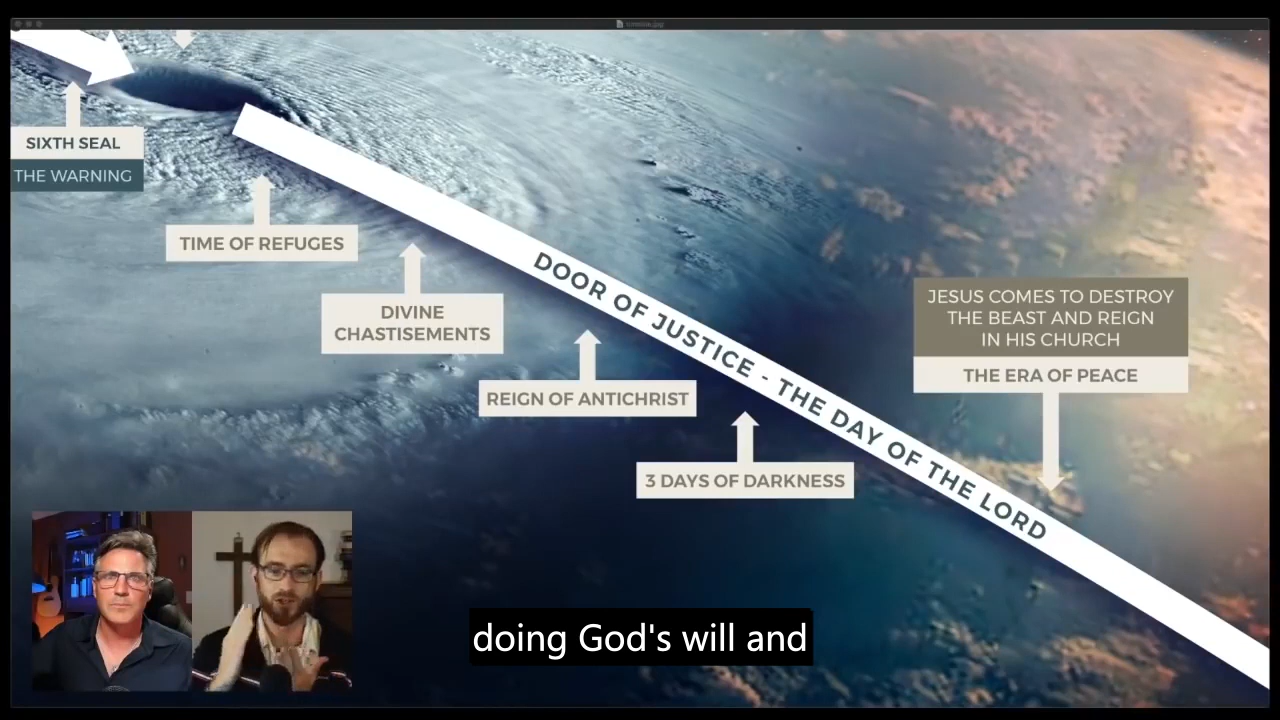 SIXTH SEAL
THE WARNING
TIME OF REFUGES
DIVINE
CHASTISEMENTS
REIGN OF ANTICHRIST
3 DAYS OF DARKNESS
DOOR OF JUSTICE - THE DAY OF THE LORD
JESUS COMES TO DESTROY
THE BEAST AND REIGN
IN HIS CHURCH
THE ERA OF PEACE
doing God's will and